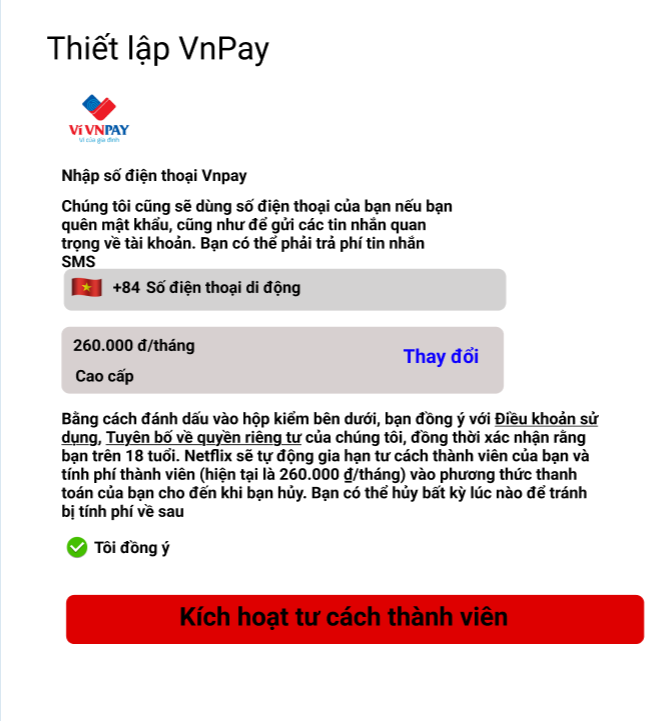 Thiết lập VnPay
Ví VNPAY
Ví của gia đình
Nhập số điện thoại Vnpay
Chúng tôi cũng sẽ dùng số điện thoại của bạn nếu bạn
quên mật khẩu, cũng như để gửi các tin nhắn quan
trọng về tài khoản. Bạn có thể phải trả phí tin nhắn
SMS
+84 Số điện thoại di động
260.000 đ/tháng
Thay đổi
Cao cấp
Bằng cách đánh dấu vào hộp kiểm bên dưới, bạn đồng ý với Điều khoản sử
dụng, Tuyên bố về quyền riêng tư của chúng tôi, đồng thời xác nhận rằng
bạn trên 18 tuổi. Netflix sẽ tự động gia hạn tư cách thành viên của bạn và
tính phí thành viên (hiện tại là 260.000 ₫/tháng) vào phương thức thanh
toán của bạn cho đến khi bạn hủy. Bạn có thể hủy bất kỳ lúc nào để tránh
bị tính phí về sau
Tôi đồng ý
Kích hoạt tư cách thành viên